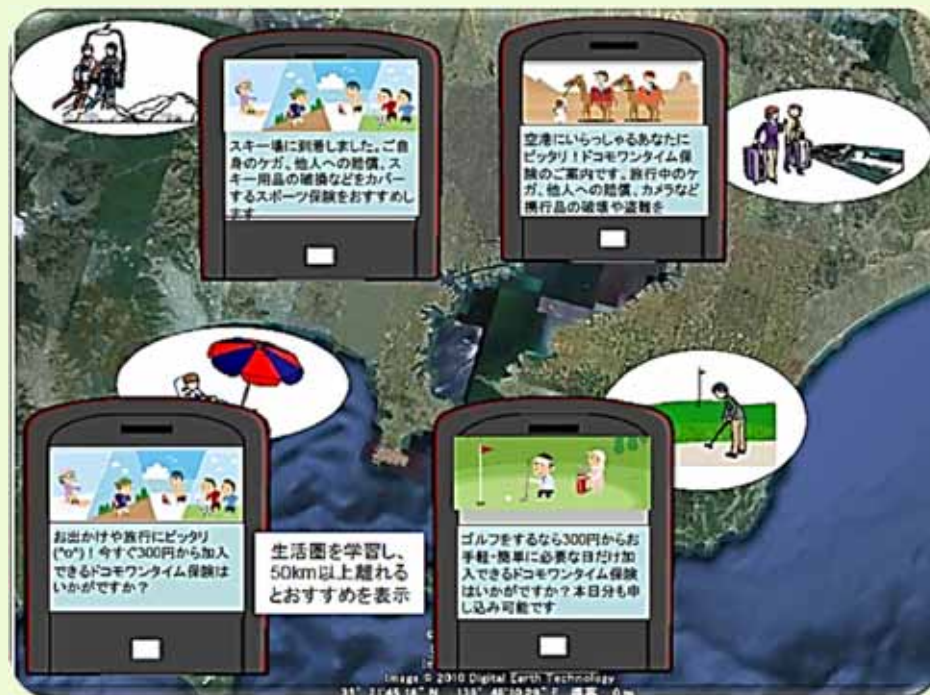 スキー場に到着しました。ご自
身のケガ、他人への賠償、ス
キー用品の破損などをカバー
するスポーツ保険をおすすめし
ます
空港にいらっしゃるあなたに
ピッタリ！ドコモワンタイム保
険のご案内です。旅行中のケ
ガ、他人への賠償、カメラなど
携行品の破壊や盗難を
お出かけや旅行にピッタリ
(^o^)！今すぐ300円から加入
できるドコモワンタイム保険は
いかがですか？
生活圏を学習し、
50km以上離れる
とおすすめを表示
ゴルフをするなら300円からお
手軽・簡単に必要な日だけ加
入できるドコモワンタイム保険
はいかがですか？本日分も申
し込み可能です
Image © 2010 Digital Earth Technology